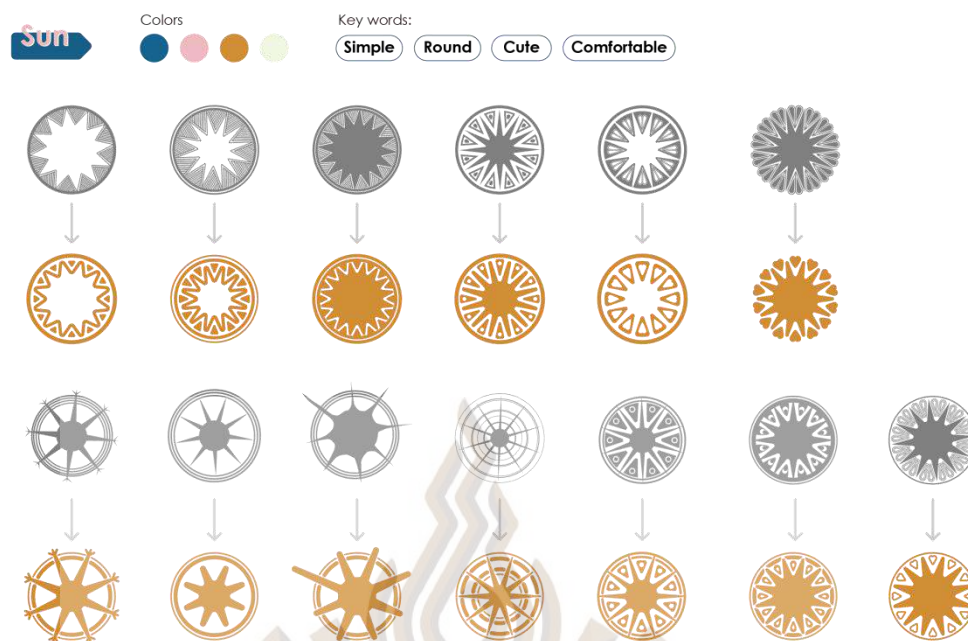 Sun
Colors
Key words:
Simple
Round
Cute
Comfortable